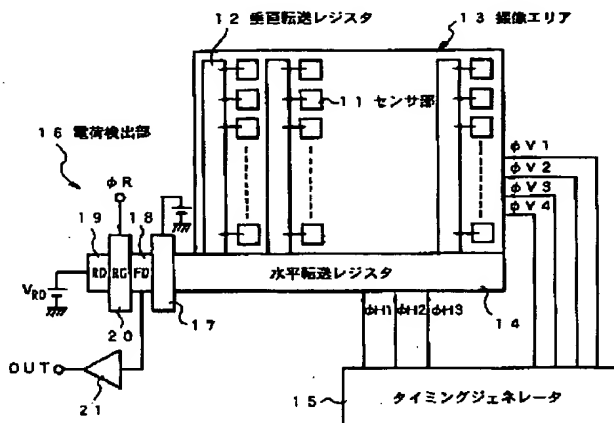 12 垂直転送レジスタ
13 撮像エリア
11 センサ部
16 電荷検出部
φR
19
18
φV1
φV2
φV3
φV4
RD
RG
FD
水平転送レジスタ
VRD
20
17
φH1
φH2
φH3
14
OUT
21
15
タイミングジェネレータ